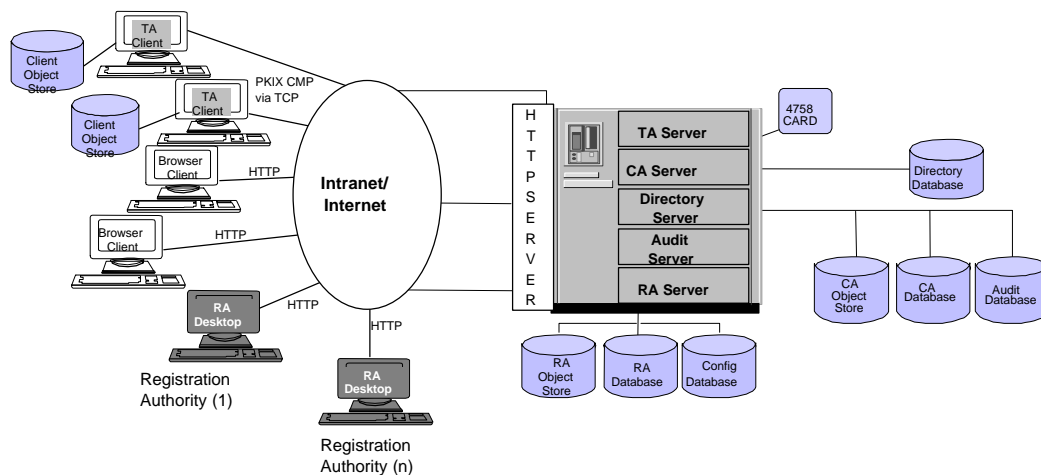 TA
Client
Client
Object
Store
TA
Client
Client
Object
Store
PKIX CMP
via TCP
Browser
Client
HTTP
Browser
Client
HTTP
RA
Desktop
HTTP
Registration
Authority (1)
RA
Desktop
HTTP
Registration
Authority (n)
Intranet/
Internet
H
T
T
P
S
E
R
V
E
R
TA Server
CA Server
Directory
Server
Audit
Server
RA Server
4758
CARD
Directory
Database
CA
Object
Store
CA
Database
Audit
Database
RA
Object
Store
RA
Database
Config
Database